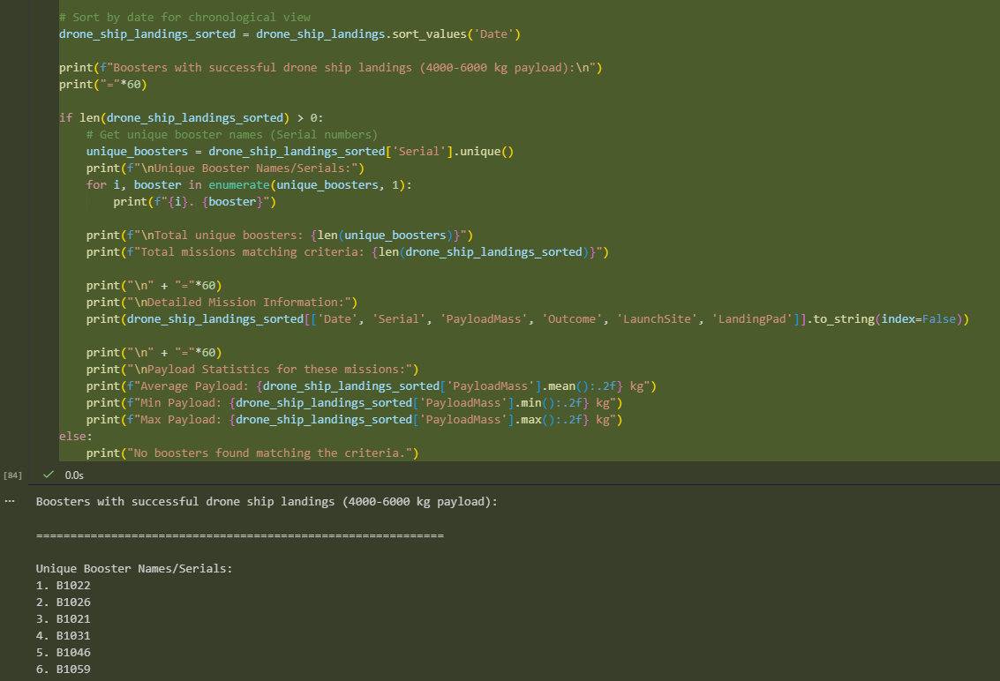 # Sort by date for chronological view
drone_ship_landings_sorted = drone_ship_landings.sort_values('Date')
print(f"Boosters with successful drone ship landings (4000-6000 kg payload):\n")
print("="*60)
if len(drone_ship_landings_sorted) > 0:
# Get unique booster names (Serial numbers)
unique_boosters = drone_ship_landings_sorted['Serial'].unique()
print(f"\nUnique Booster Names/Serials:")
for i, booster in enumerate(unique_boosters, 1):
print(f"{i}. {booster}")
print(f"\nTotal unique boosters: {len(unique_boosters)}")
print(f"Total missions matching criteria: {len(drone_ship_landings_sorted)}")
print("\n" + "="*60)
print("\nDetailed Mission Information:")
print(drone_ship_landings_sorted[['Date', 'Serial', 'PayloadMass', 'Outcome', 'LaunchSite', 'LandingPad']].to_string(index=False))
print("\n" + "="*60)
print("\nPayload Statistics for these missions:")
print(f"Average Payload: {drone_ship_landings_sorted['PayloadMass'].mean():.2f} kg")
print(f"Min Payload: {drone_ship_landings_sorted['PayloadMass'].min():.2f} kg")
print(f"Max Payload: {drone_ship_landings_sorted['PayloadMass'].max():.2f} kg")
else:
print("No boosters found matching the criteria.")
[84] ✓ 0.0s
... Boosters with successful drone ship landings (4000-6000 kg payload):
============================================================
Unique Booster Names/Serials:
1. B1022
2. B1026
3. B1021
4. B1031
5. B1046
6. B1059